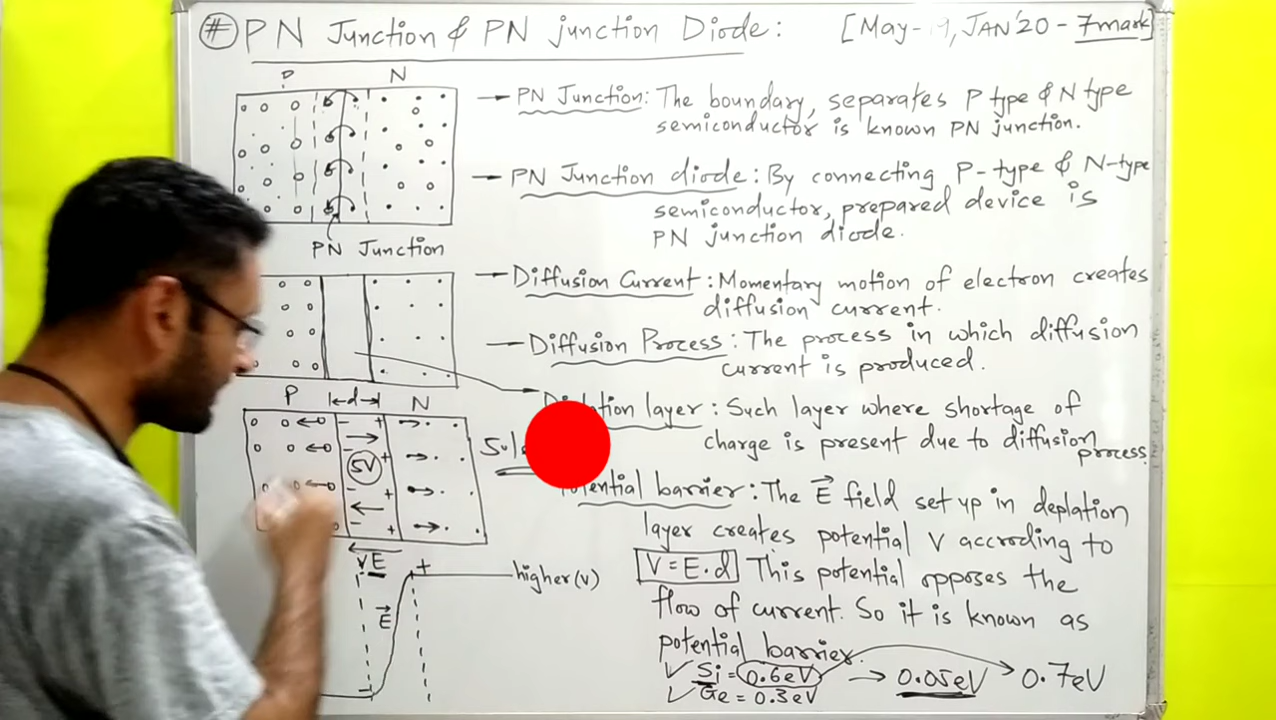 # PN Junction & PN junction Diode: [May-19, JAN'20 - 7mark]
P N
→ PN Junction: The boundary, separates P type & N type
semiconductor is known PN junction.
PN Junction
→ PN Junction diode: By connecting P-type & N-type
semiconductor, prepared device is
PN junction diode.
→ Diffusion Current: Momentary motion of electron creates
diffusion current.
→ Diffusion Process: The process in which diffusion
current is produced.
P d N
layer: Such layer where shortage of
charge is present due to diffusion process.
5V
barrier: The E⃗ field set up in deplation
layer creates potential V accroding to
V = E.d This potential opposes the
flow of current. So it is known as
potential barrier.
E
+ higher (v)
E⃗
✓ Si = 0.6eV → 0.05eV → 0.7eV
✓ Ge = 0.3eV